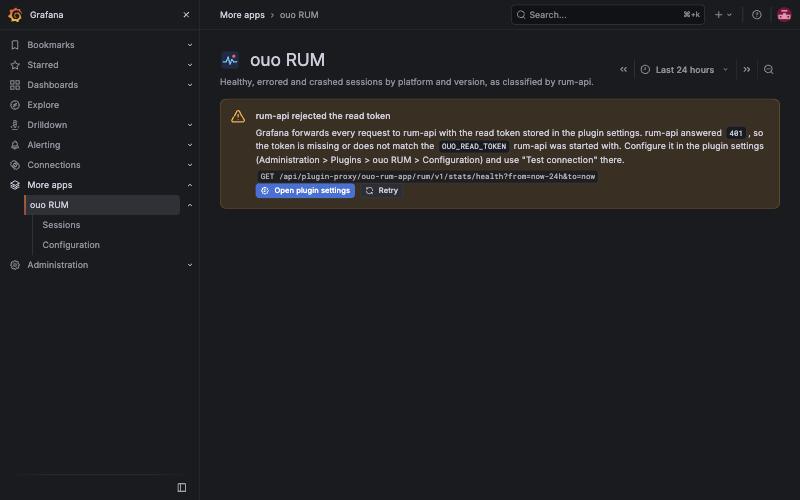 Grafana
More apps › ouo RUM
Search...
⌘+k
Bookmarks
Starred
Dashboards
Explore
Drilldown
Alerting
Connections
More apps
ouo RUM
Sessions
Configuration
Administration
ouo RUM
Healthy, errored and crashed sessions by platform and version, as classified by rum-api.
Last 24 hours
rum-api rejected the read token
Grafana forwards every request to rum-api with the read token stored in the plugin settings. rum-api answered 401 , so
the token is missing or does not match the OUO_READ_TOKEN rum-api was started with. Configure it in the plugin settings
(Administration > Plugins > ouo RUM > Configuration) and use "Test connection" there.
GET /api/plugin-proxy/ouo-rum-app/rum/v1/stats/health?from=now-24h&to=now
Open plugin settings
Retry